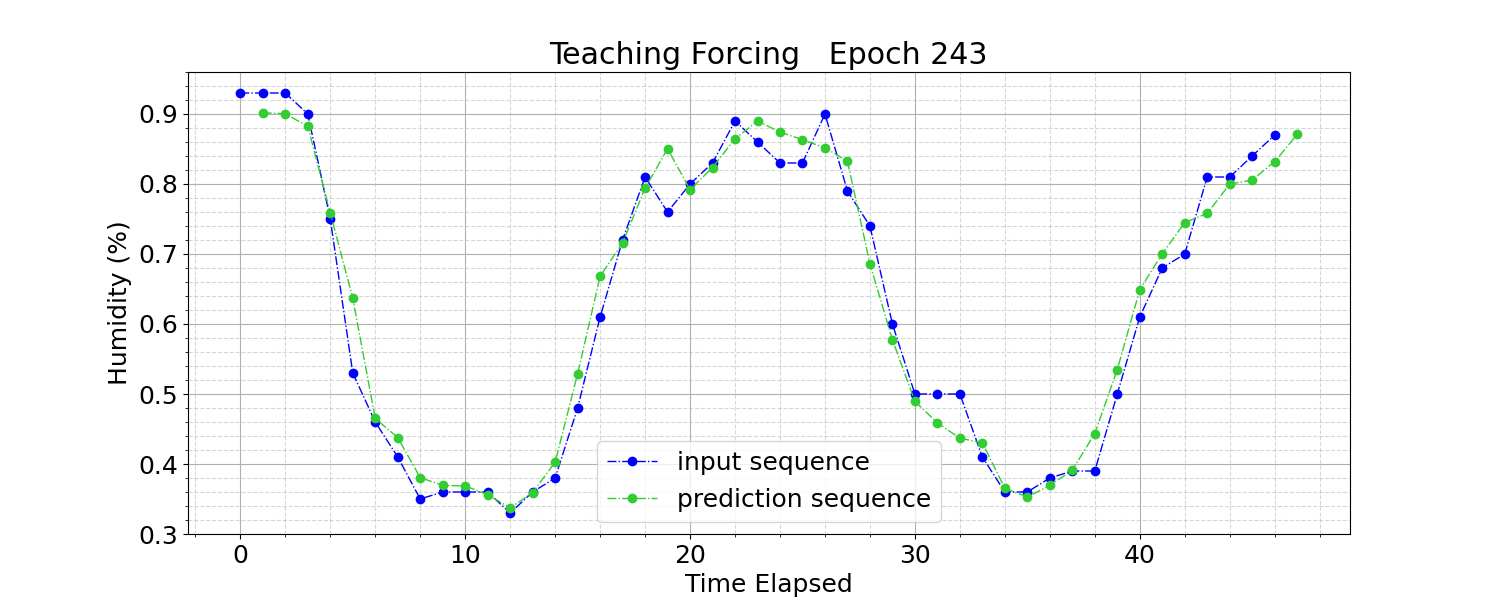 Teaching Forcing   Epoch 243
Humidity (%)
0.9
0.8
0.7
0.6
0.5
0.4
0.3
input sequence
prediction sequence
0 10 20 30 40
Time Elapsed